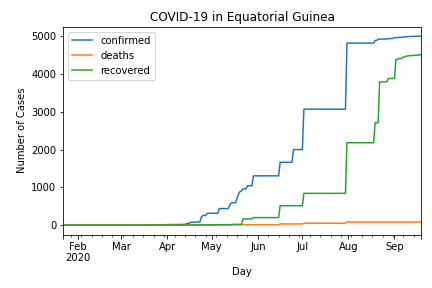 COVID-19 in Equatorial Guinea
confirmed
deaths
recovered
Number of Cases
5000
4000
3000
2000
1000
0
Feb Mar Apr May Jun Jul Aug Sep
2020
Day